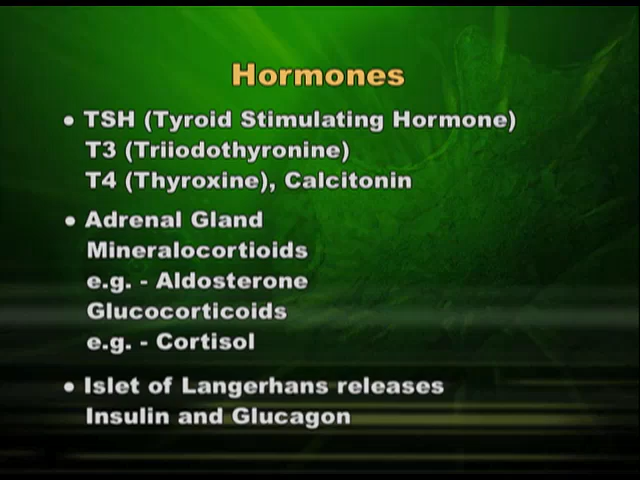 Hormones
• TSH (Tyroid Stimulating Hormone)
T3 (Triiodothyronine)
T4 (Thyroxine), Calcitonin
• Adrenal Gland
Mineralocortioids
e.g. - Aldosterone
Glucocorticoids
e.g. - Cortisol
• Islet of Langerhans releases
Insulin and Glucagon